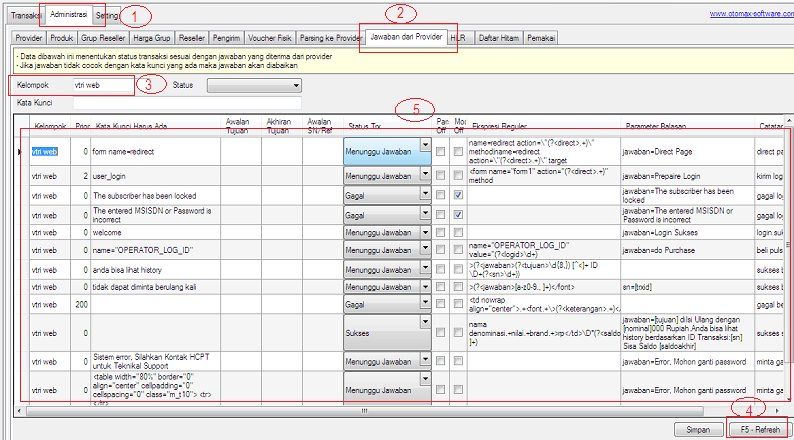 Transaksi Administrasi Setting 1 2 www.otomax-software.com
Provider Produk Grup Reseller Harga Grup Reseller Pengirim Voucher Fisik Parsing ke Provider Jawaban dari Provider HLR Daftar Hitam Pemakai
- Data dibawah ini menentukan status transaksi sesuai dengan jawaban yang diterima dari provider
- Jika jawaban tidak cocok dengan kata kunci yang ada maka jawaban akan diabaikan
Kelompok vtri web 3 Status
Kata Kunci
5
Kelompok Prior Kata Kunci Harus Ada Awalan Tujuan Akhiran Tujuan Awalan SN/Ref Status Trx Off Off Ekspresi Reguler Parameter Balasan
vtri web 0 form name=redirect Menunggu Jawaban name=redirect action=\"(?<direct>.+)\"
methodname=redirect
action=\"(?<direct>.+)\" target jawaban=Direct Page direct pa
vtri web 2 user_login Menunggu Jawaban <form name="form1" action="(?<direct>.+)"
method jawaban=Prepaire Login kirim log
vtri web 0 The subscriber has been locked Gagal jawaban=The subscriber has been
locked gagal log
vtri web 0 The entered MSISDN or Password is
incorrect Gagal jawaban=The entered MSISDN or
Password is incorrect gagal log
vtri web 0 welcome Menunggu Jawaban jawaban=Login Sukses login suk
vtri web 0 name="OPERATOR_LOG_ID" Menunggu Jawaban name="OPERATOR_LOG_ID"
value="(?<logid>\d+) jawaban=do Purchase beli puls
vtri web 0 anda bisa lihat history Menunggu Jawaban >(?<jawaban>(?<tujuan>\d{8,}) [^<]+ ID
\D+(?<sn>\d+)) sukses b
vtri web 0 tidak dapat diminta berulang kali Menunggu Jawaban >(?<jawaban>[a-z0-9.. ]+)</font> sn=[trxid] sukses b
vtri web 200 Gagal <td nowrap
align="center">.+<font.+\>(?<keterangan>.+)</ gagal be
vtri web 0 Sukses nama
denominasi.+nilai.+brand.+>rp</td>\D*(?<saldo
]+) jawaban=[tujuan] diIsi Ulang dengan
[nominal]000 Rupiah.Anda bisa lihat
history berdasarkan ID Transaksi:[sn]
Sisa Saldo [saldoakhir] sukses s
vtri web 0 Sistem error, Silahkan Kontak HCPT
untuk Teknikal Support Menunggu Jawaban jawaban=Error, Mohon ganti password minta ga
vtri web 0 <table width="80%" border="0"
align="center" cellpadding="0"
cellspacing="0" class="m_t10"> <tr>
</tr> Menunggu Jawaban jawaban=Error, Mohon ganti password minta ga
4
Simpan F5 - Refresh